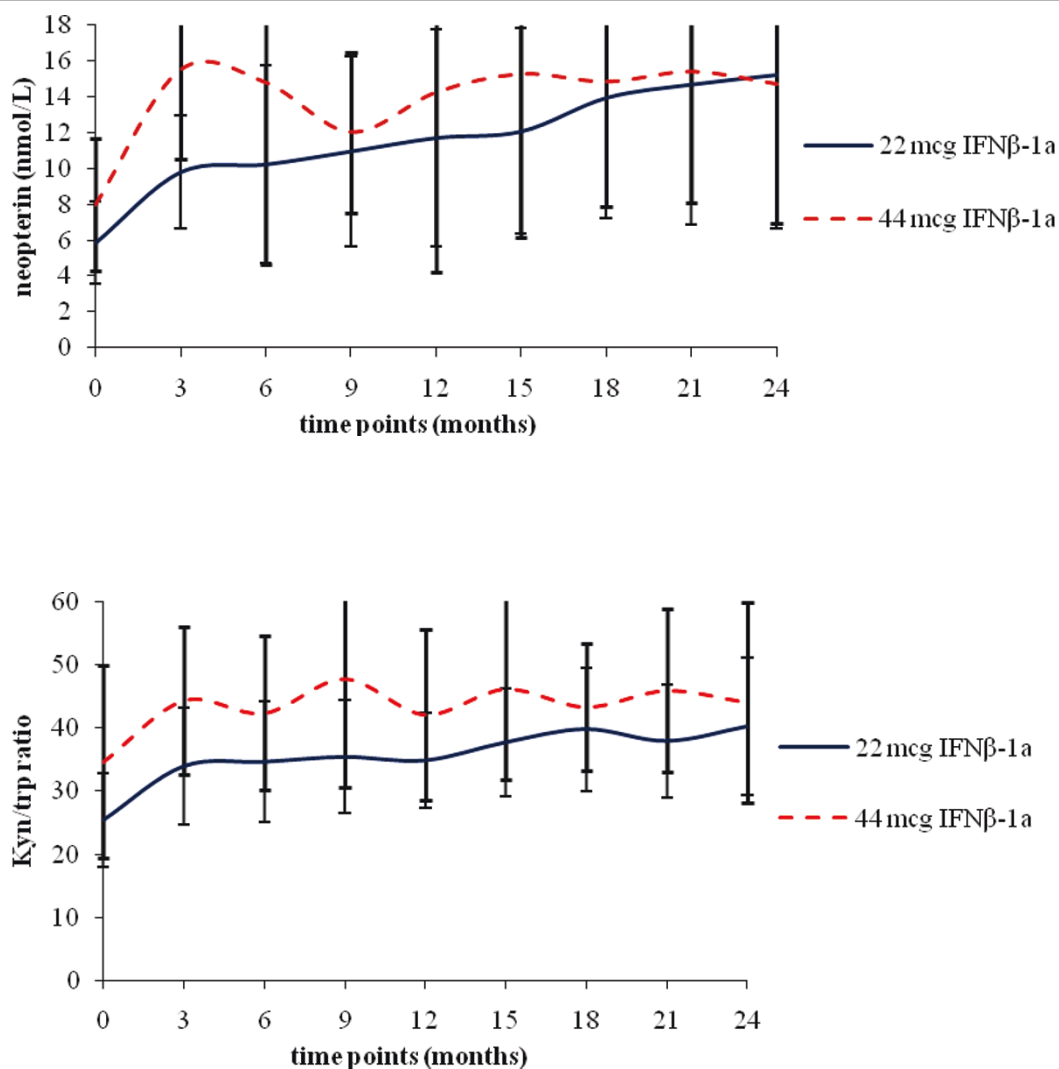 18
16
14
12
10
8
6
4
2
0
neopterin (nmol/L)
0 3 6 9 12 15 18 21 24
time points (months)
22 mcg IFNβ-1a
44 mcg IFNβ-1a
60
50
40
30
20
10
0
Kyn/trp ratio
0 3 6 9 12 15 18 21 24
time points (months)
22 mcg IFNβ-1a
44 mcg IFNβ-1a